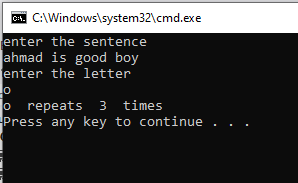 C:\Windows\system32\cmd.exe
enter the sentence
ahmad is good boy
enter the letter
o
o  repeats  3  times
Press any key to continue . . .